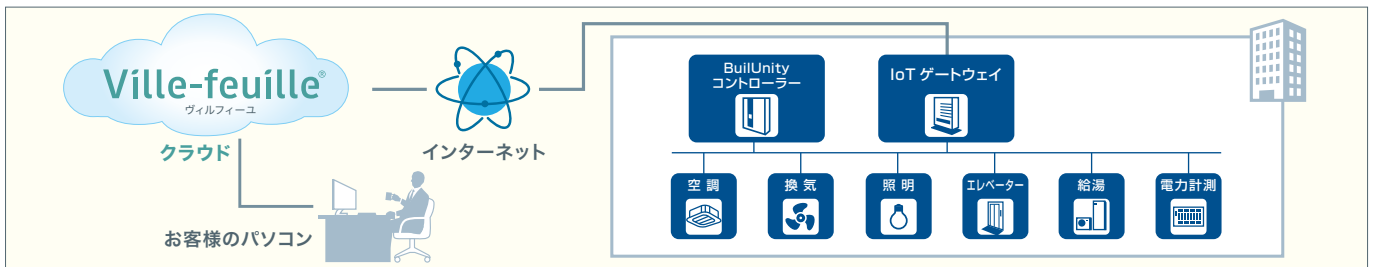 Ville-feuille®
ヴィルフィーユ
クラウド
インターネット
お客様のパソコン
BuilUnity
コントローラー
IoT ゲートウェイ
空 調
換 気
照 明
エレベーター
給湯
電力計測